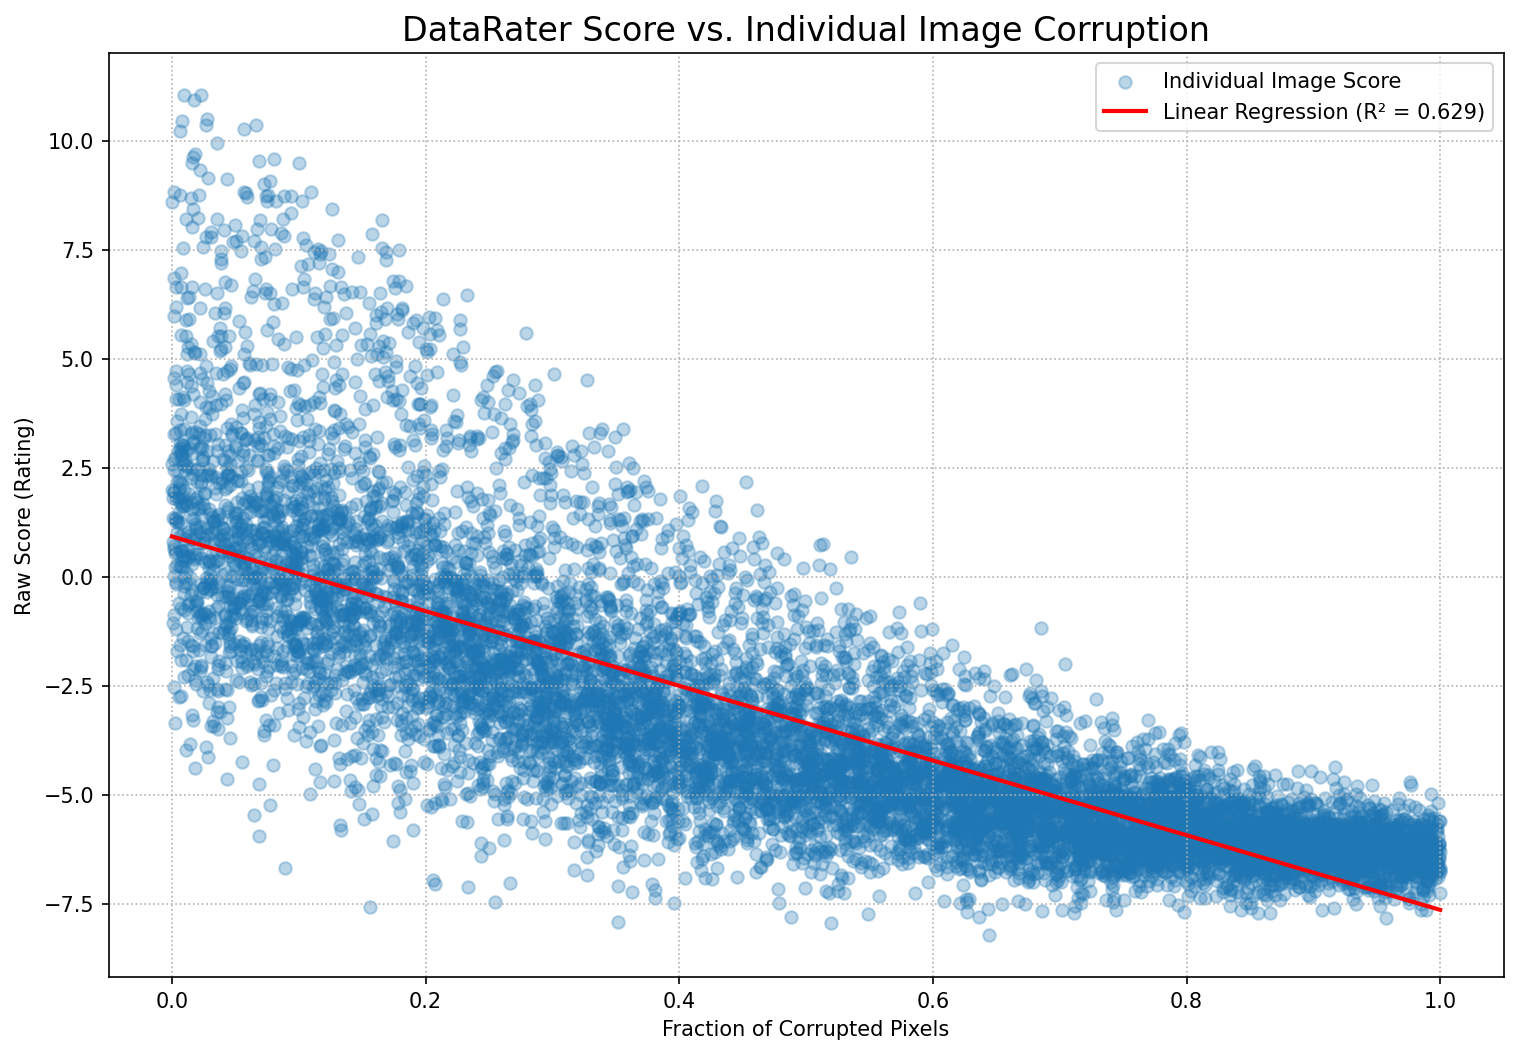 DataRater Score vs. Individual Image Corruption
Individual Image Score
Linear Regression (R² = 0.629)
10.0
7.5
5.0
2.5
0.0
−2.5
−5.0
−7.5
Raw Score (Rating)
0.0 0.2 0.4 0.6 0.8 1.0
Fraction of Corrupted Pixels